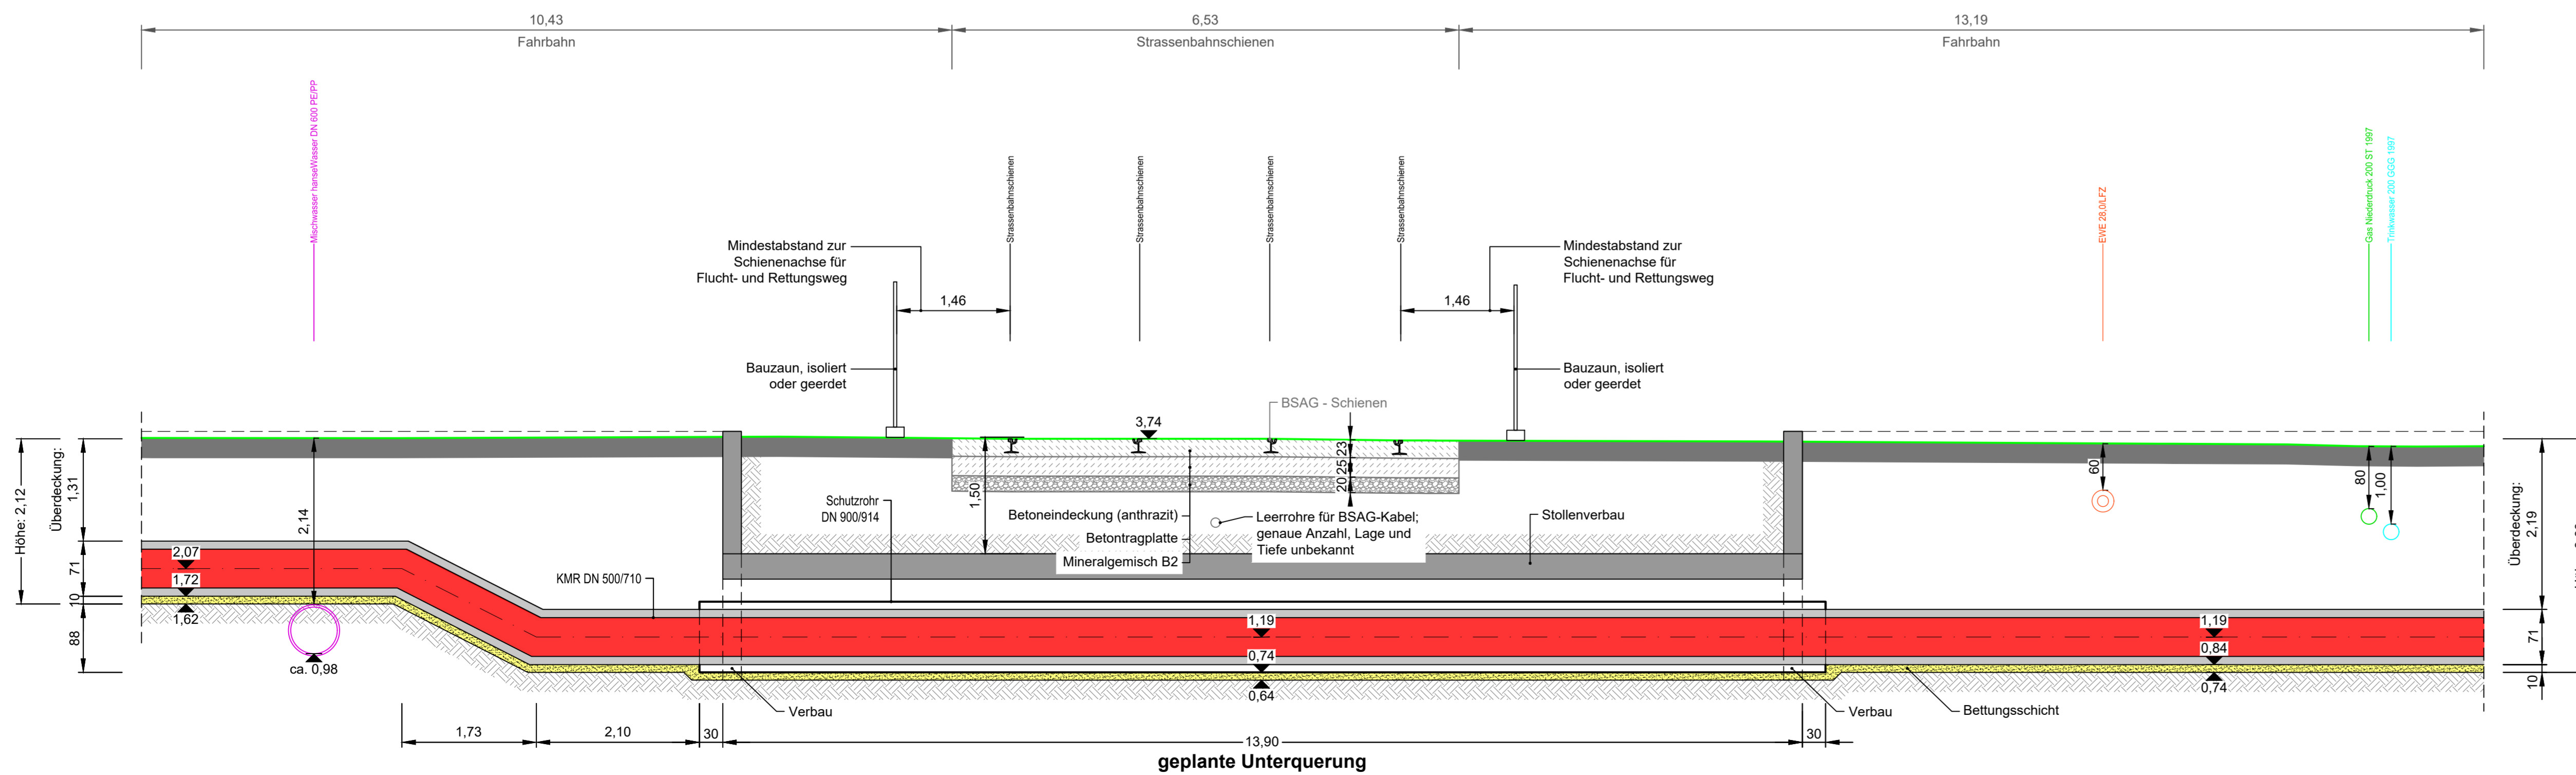 10,43
6,53
13,19
Fahrbahn
Strassenbahnschienen
Fahrbahn
Mischwasser hanseWasser DN 600 PE/PP
Strassenbahnschienen
Strassenbahnschienen
Strassenbahnschienen
Strassenbahnschienen
EWE 28,0/LFZ
Gas Niederdruck 200 ST 1997
Trinkwasser 200 GGG 1997
Mindestabstand zur
Schienenachse für
Flucht- und Rettungsweg
1,46
Mindestabstand zur
Schienenachse für
Flucht- und Rettungsweg
1,46
Bauzaun, isoliert
oder geerdet
Bauzaun, isoliert
oder geerdet
BSAG - Schienen
3,74
23
25
20
60
80
1,00
Höhe: 2,12
Überdeckung:
1,31
71
10
88
2,14
1,50
Schutzrohr
DN 900/914
Betoneindeckung (anthrazit)
Betontragplatte
Mineralgemisch B2
Leerrohre für BSAG-Kabel;
genaue Anzahl, Lage und
Tiefe unbekannt
Stollenverbau
Überdeckung:
2,19
71
10
2,07
1,72
1,62
KMR DN 500/710
ca. 0,98
1,19
0,74
0,64
1,19
0,84
0,74
Verbau
Verbau
Bettungsschicht
1,73
2,10
30
13,90
30
geplante Unterquerung